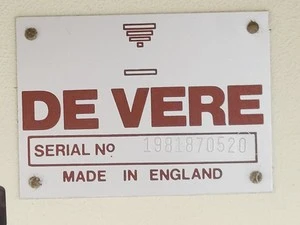 DE VERE
SERIAL No 1981870520
MADE IN ENGLAND